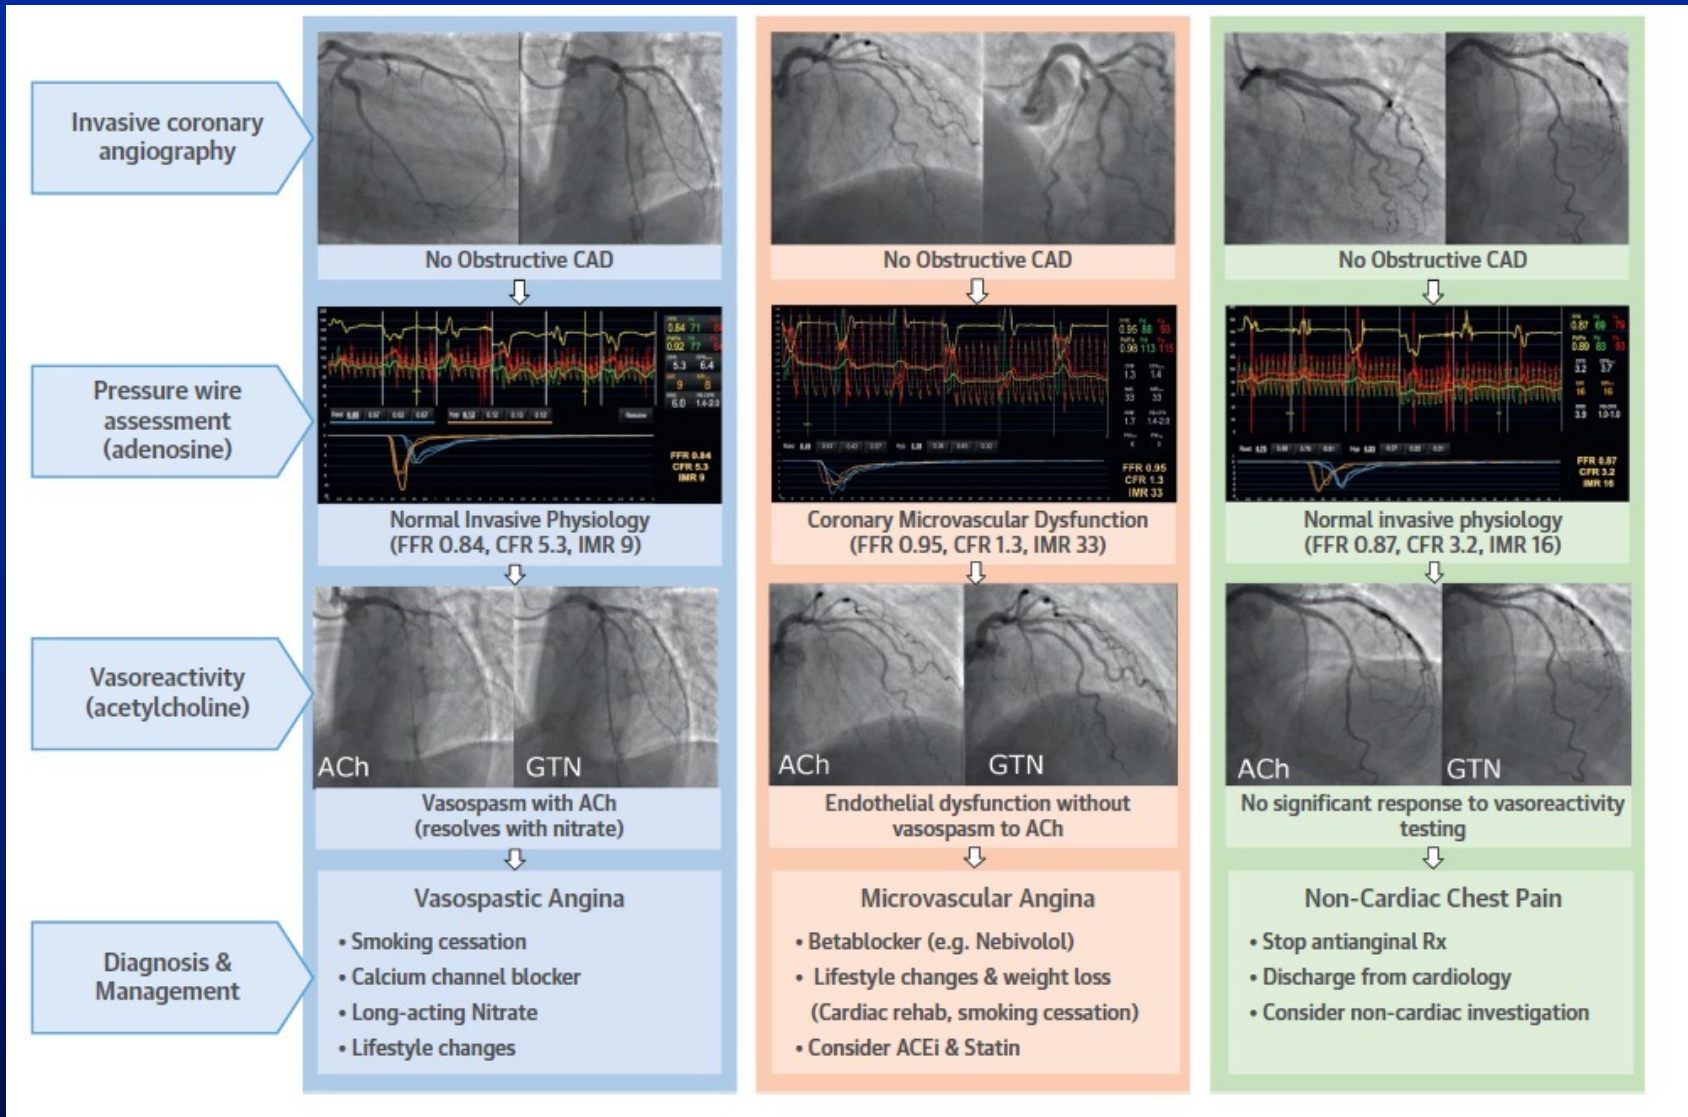 Invasive coronary
angiography
No Obstructive CAD
No Obstructive CAD
No Obstructive CAD
Pressure wire
assessment
(adenosine)
FFR 0.84
CFR 5.3
IMR 9
FFR 0.95
CFR 1.3
IMR 33
FFR 0.87
CFR 3.2
IMR 16
Normal Invasive Physiology
(FFR 0.84, CFR 5.3, IMR 9)
Coronary Microvascular Dysfunction
(FFR 0.95, CFR 1.3, IMR 33)
Normal invasive physiology
(FFR 0.87, CFR 3.2, IMR 16)
Vasoreactivity
(acetylcholine)
ACh
GTN
ACh
GTN
ACh
GTN
Vasospasm with ACh
(resolves with nitrate)
Endothelial dysfunction without
vasospasm to ACh
No significant response to vasoreactivity
testing
Diagnosis &
Management
Vasospastic Angina
• Smoking cessation
• Calcium channel blocker
• Long-acting Nitrate
• Lifestyle changes
Microvascular Angina
• Betablocker (e.g. Nebivolol)
• Lifestyle changes & weight loss
(Cardiac rehab, smoking cessation)
• Consider ACEi & Statin
Non-Cardiac Chest Pain
• Stop antianginal Rx
• Discharge from cardiology
• Consider non-cardiac investigation